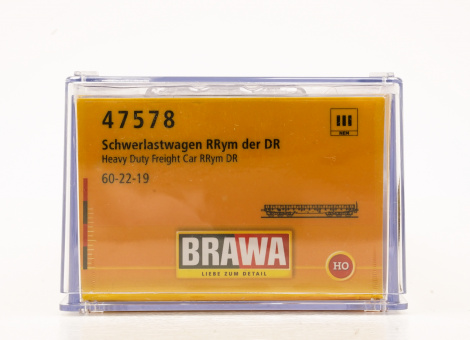 47578
III
NEM
Schwerlastwagen RRym der DR
Heavy Duty Freight Car RRym DR
60-22-19
BRAWA
LIEBE ZUM DETAIL
HO